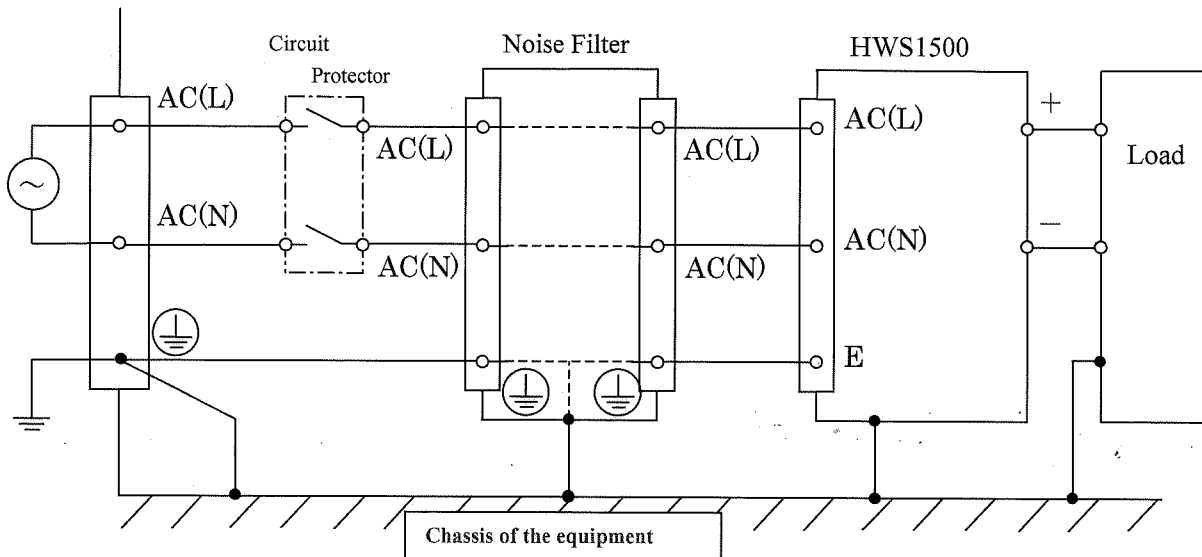 Circuit
Protector
Noise Filter
HWS1500
AC(L)
AC(L)
AC(L)
AC(L)
+
Load
AC(N)
AC(N)
AC(N)
AC(N)
−
E
Chassis of the equipment